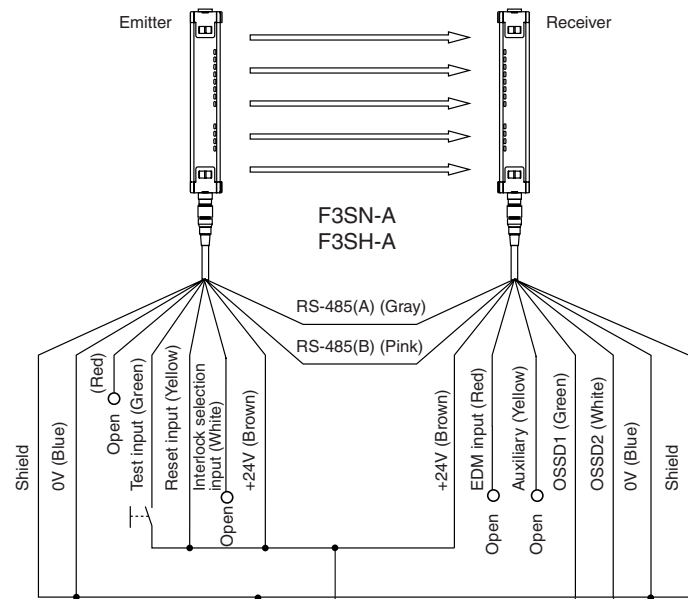 Emitter
Receiver
F3SN-A
F3SH-A
RS-485(A) (Gray)
RS-485(B) (Pink)
Shield
0V (Blue)
(Red)
Open
Test input (Green)
Reset input (Yellow)
Interlock selection
input (White)
Open
+24V (Brown)
+24V (Brown)
EDM input (Red)
Open
Auxiliary (Yellow)
Open
OSSD1 (Green)
OSSD2 (White)
0V (Blue)
Shield